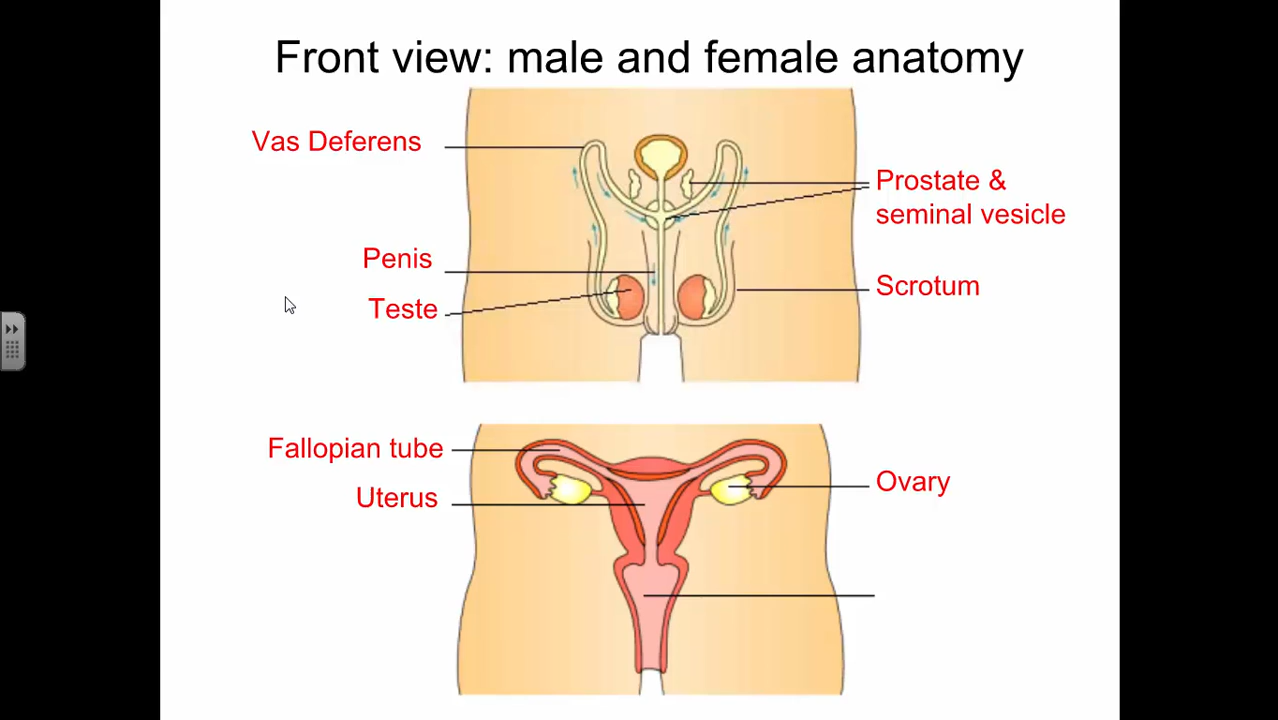 Front view: male and female anatomy
Vas Deferens
Prostate &
seminal vesicle
Penis
Scrotum
Teste
Fallopian tube
Ovary
Uterus